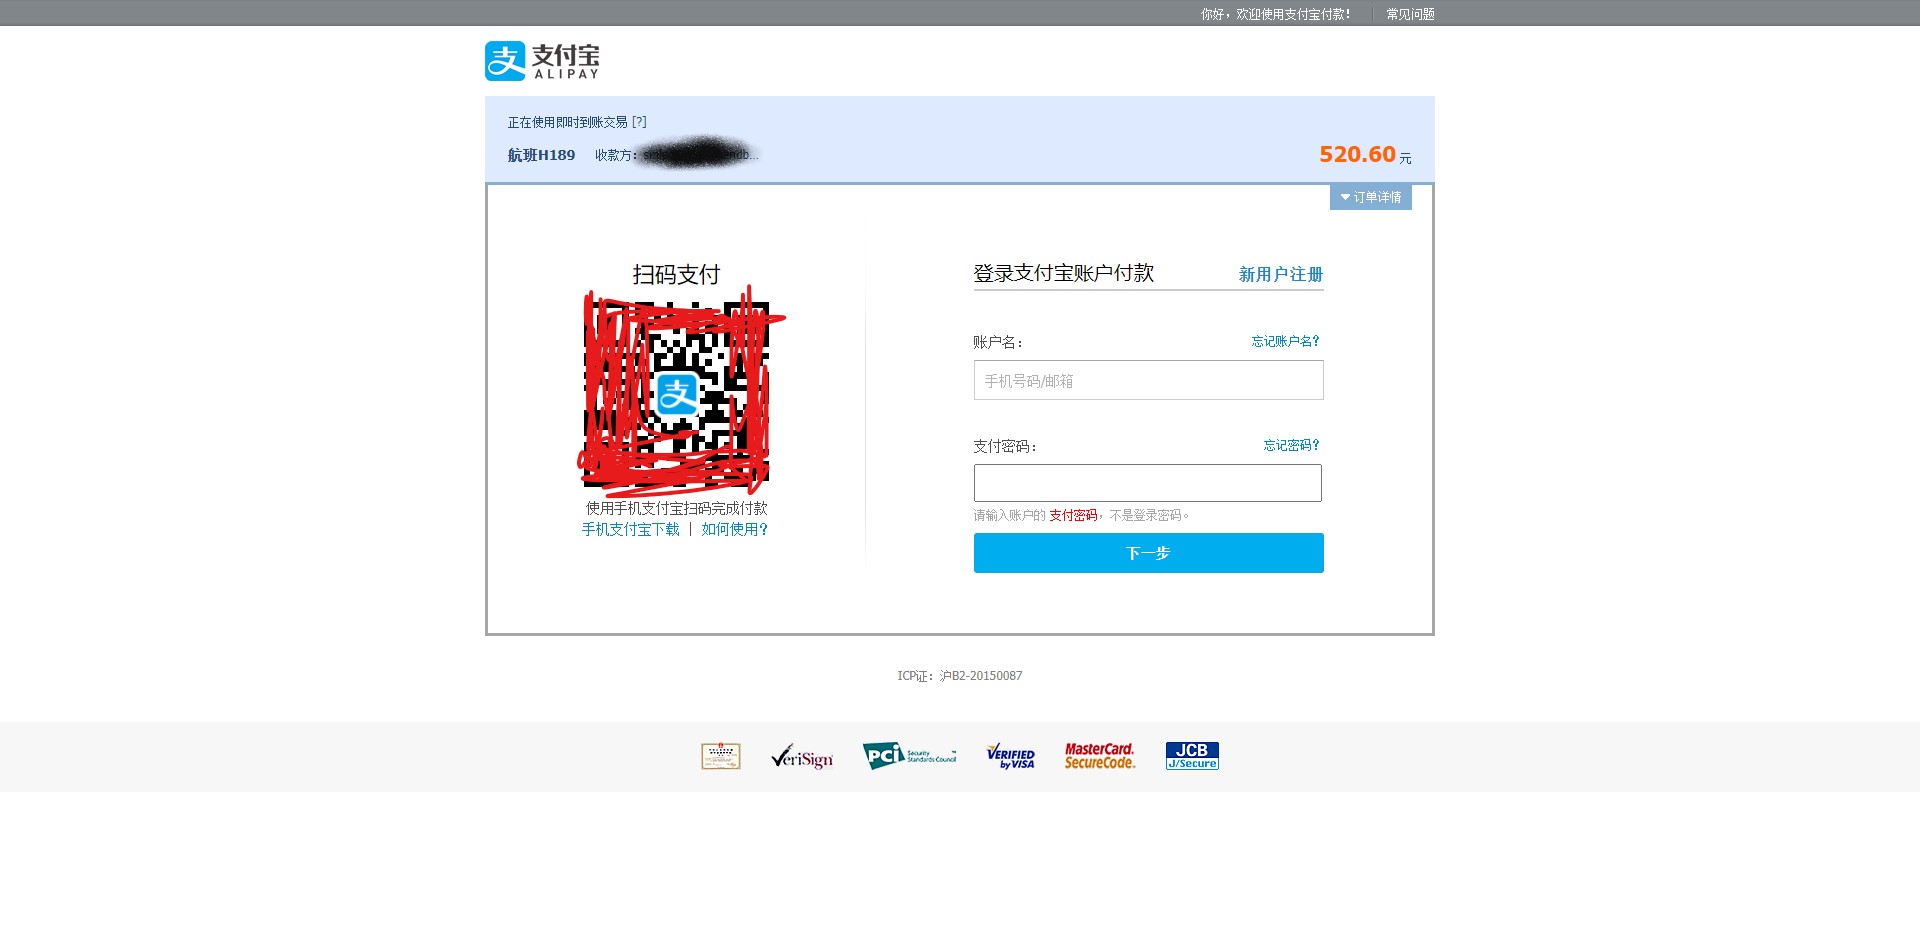 你好，欢迎使用支付宝付款！ 常见问题
支付宝
ALIPAY
正在使用即时到账交易 [?]
航班H189 收款方： 520.60 元
订单详情
扫码支付
支
使用手机支付宝扫码完成付款
手机支付宝下载 | 如何使用？
登录支付宝账户付款 新用户注册
账户名： 忘记账户名？
手机号码/邮箱
支付密码： 忘记密码？
请输入账户的 支付密码，不是登录密码。
下一步
ICP证：沪B2-20150087
VeriSign
PCI Security Standards Council
VERIFIED by VISA
MasterCard. SecureCode.
JCB J/Secure